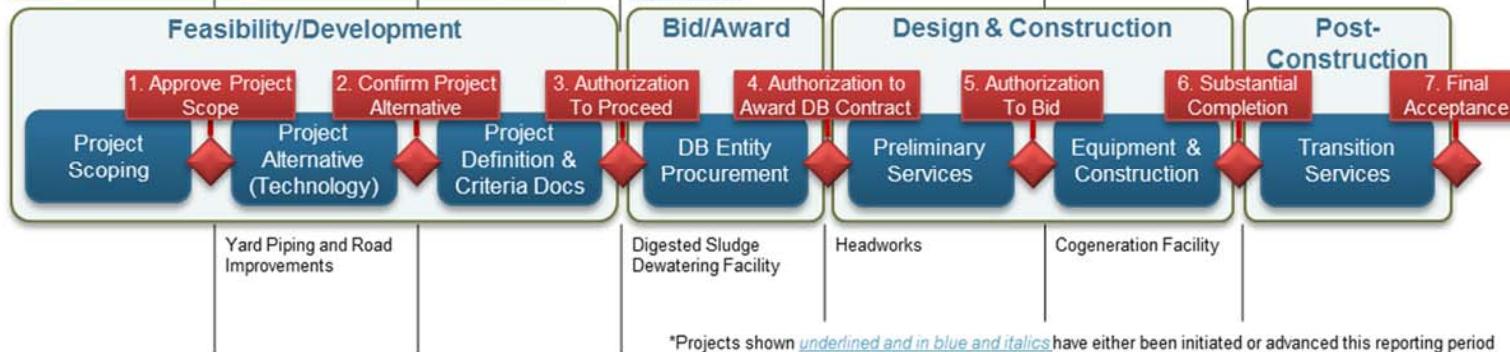 Feasibility/Development
Bid/Award
Design & Construction
Post-
Construction
1. Approve Project
Scope
2. Confirm Project
Alternative
3. Authorization
To Proceed
4. Authorization to
Award DB Contract
5. Authorization
To Bid
6. Substantial
Completion
7. Final
Acceptance
Project
Scoping
Project
Alternative
(Technology)
Project
Definition &
Criteria Docs
DB Entity
Procurement
Preliminary
Services
Equipment &
Construction
Transition
Services
Yard Piping and Road
Improvements
Digested Sludge
Dewatering Facility
Headworks
Cogeneration Facility
*Projects shown underlined and in blue and italics have either been initiated or advanced this reporting period